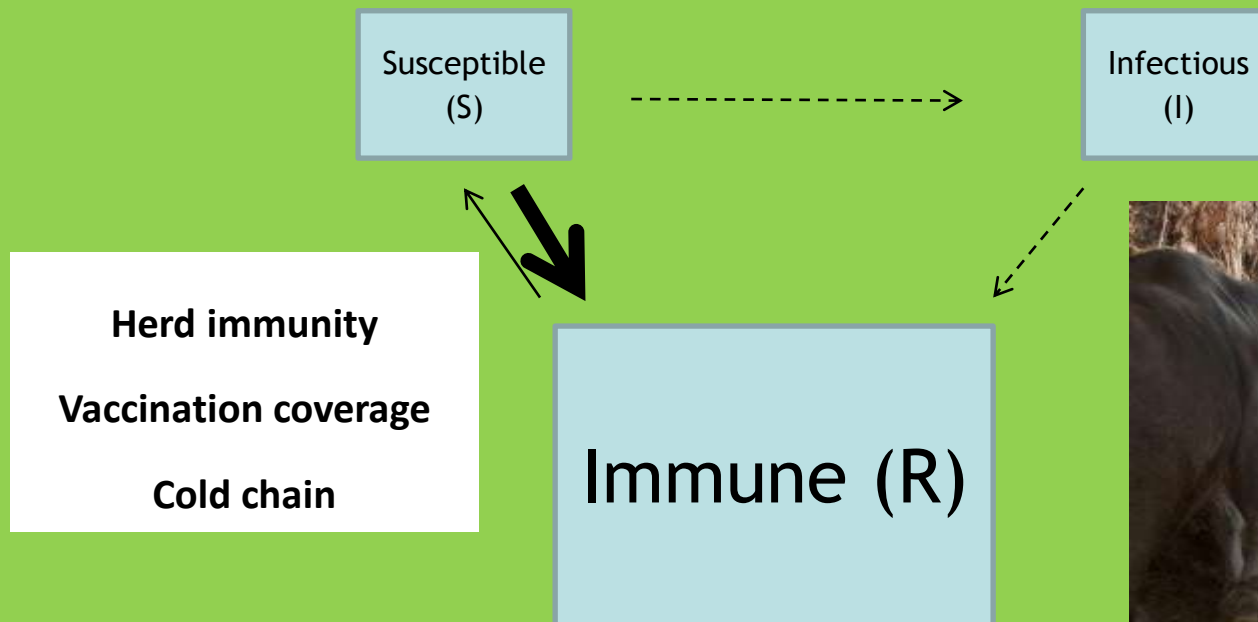 Susceptible
(S)
Infectious
(I)
Herd immunity
Vaccination coverage
Cold chain
Immune (R)